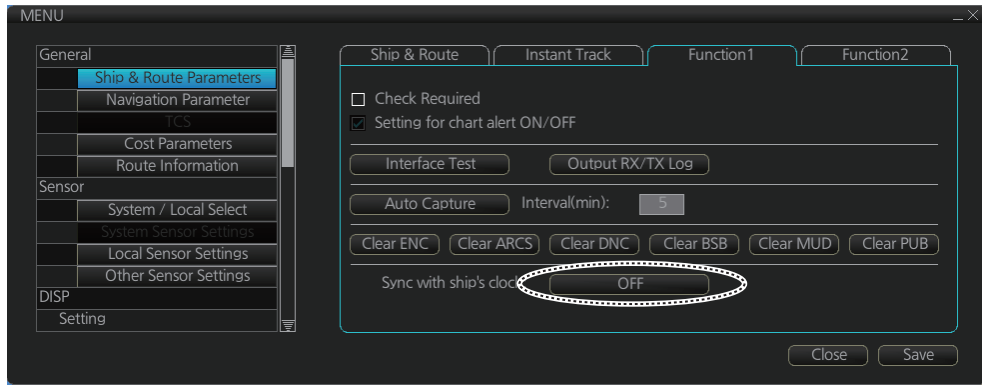 MENU
General
Ship & Route Parameters
Navigation Parameter
TCS
Cost Parameters
Route Information
Sensor
System / Local Select
System Sensor Settings
Local Sensor Settings
Other Sensor Settings
DISP
Setting
Ship & Route Instant Track Function1 Function2
Check Required
Setting for chart alert ON/OFF
Interface Test Output RX/TX Log
Auto Capture Interval(min): 5
Clear ENC Clear ARCS Clear DNC Clear BSB Clear MUD Clear PUB
Sync with ship's clock OFF
Close Save